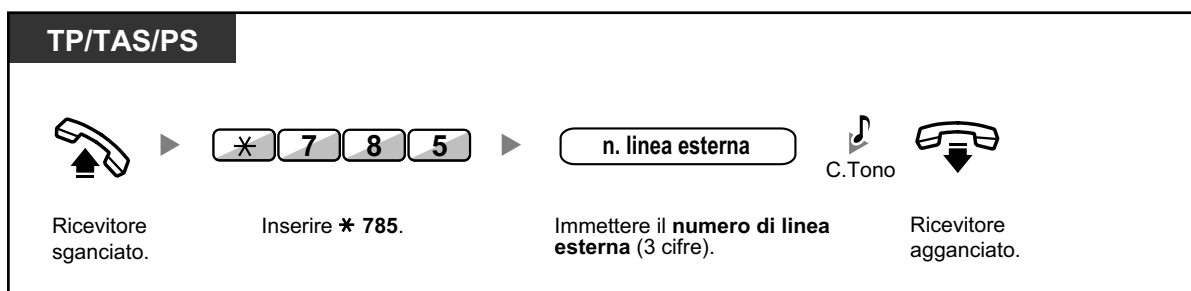 TP/TAS/PS
* 7 8 5
n. linea esterna
C.Tono
Ricevitore
sganciato.
Inserire * 785.
Immettere il numero di linea
esterna (3 cifre).
Ricevitore
agganciato.